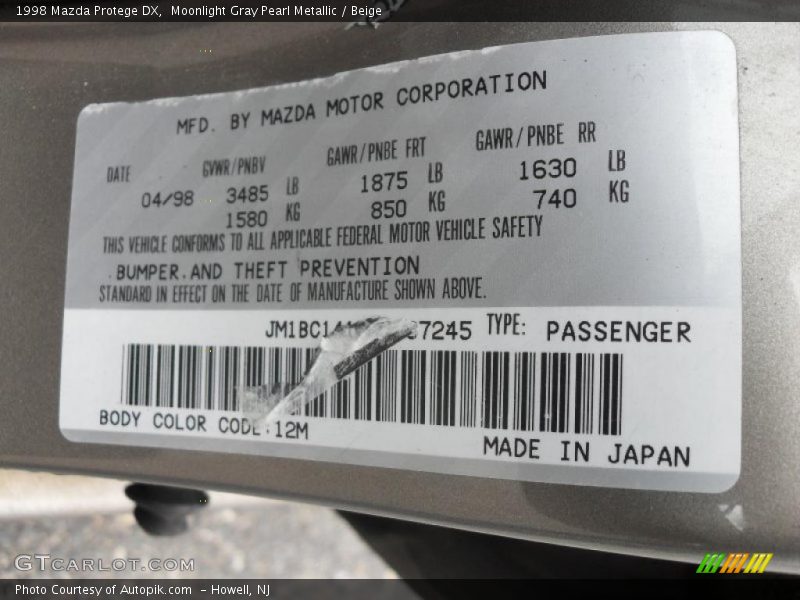 1998 Mazda Protege DX, Moonlight Gray Pearl Metallic / Beige
MFD. BY MAZDA MOTOR CORPORATION
DATE GVWR/PNBV GAWR/PNBE FRT GAWR/PNBE RR
04/98 3485 LB 1875 LB 1630 LB
1580 KG 850 KG 740 KG
THIS VEHICLE CONFORMS TO ALL APPLICABLE FEDERAL MOTOR VEHICLE SAFETY
BUMPER.AND THEFT PREVENTION
STANDARD IN EFFECT ON THE DATE OF MANUFACTURE SHOWN ABOVE.
TYPE: PASSENGER
BODY COLOR CODE:12M
MADE IN JAPAN
GTCARLOT.COM
Photo Courtesy of Autopik.com – Howell, NJ